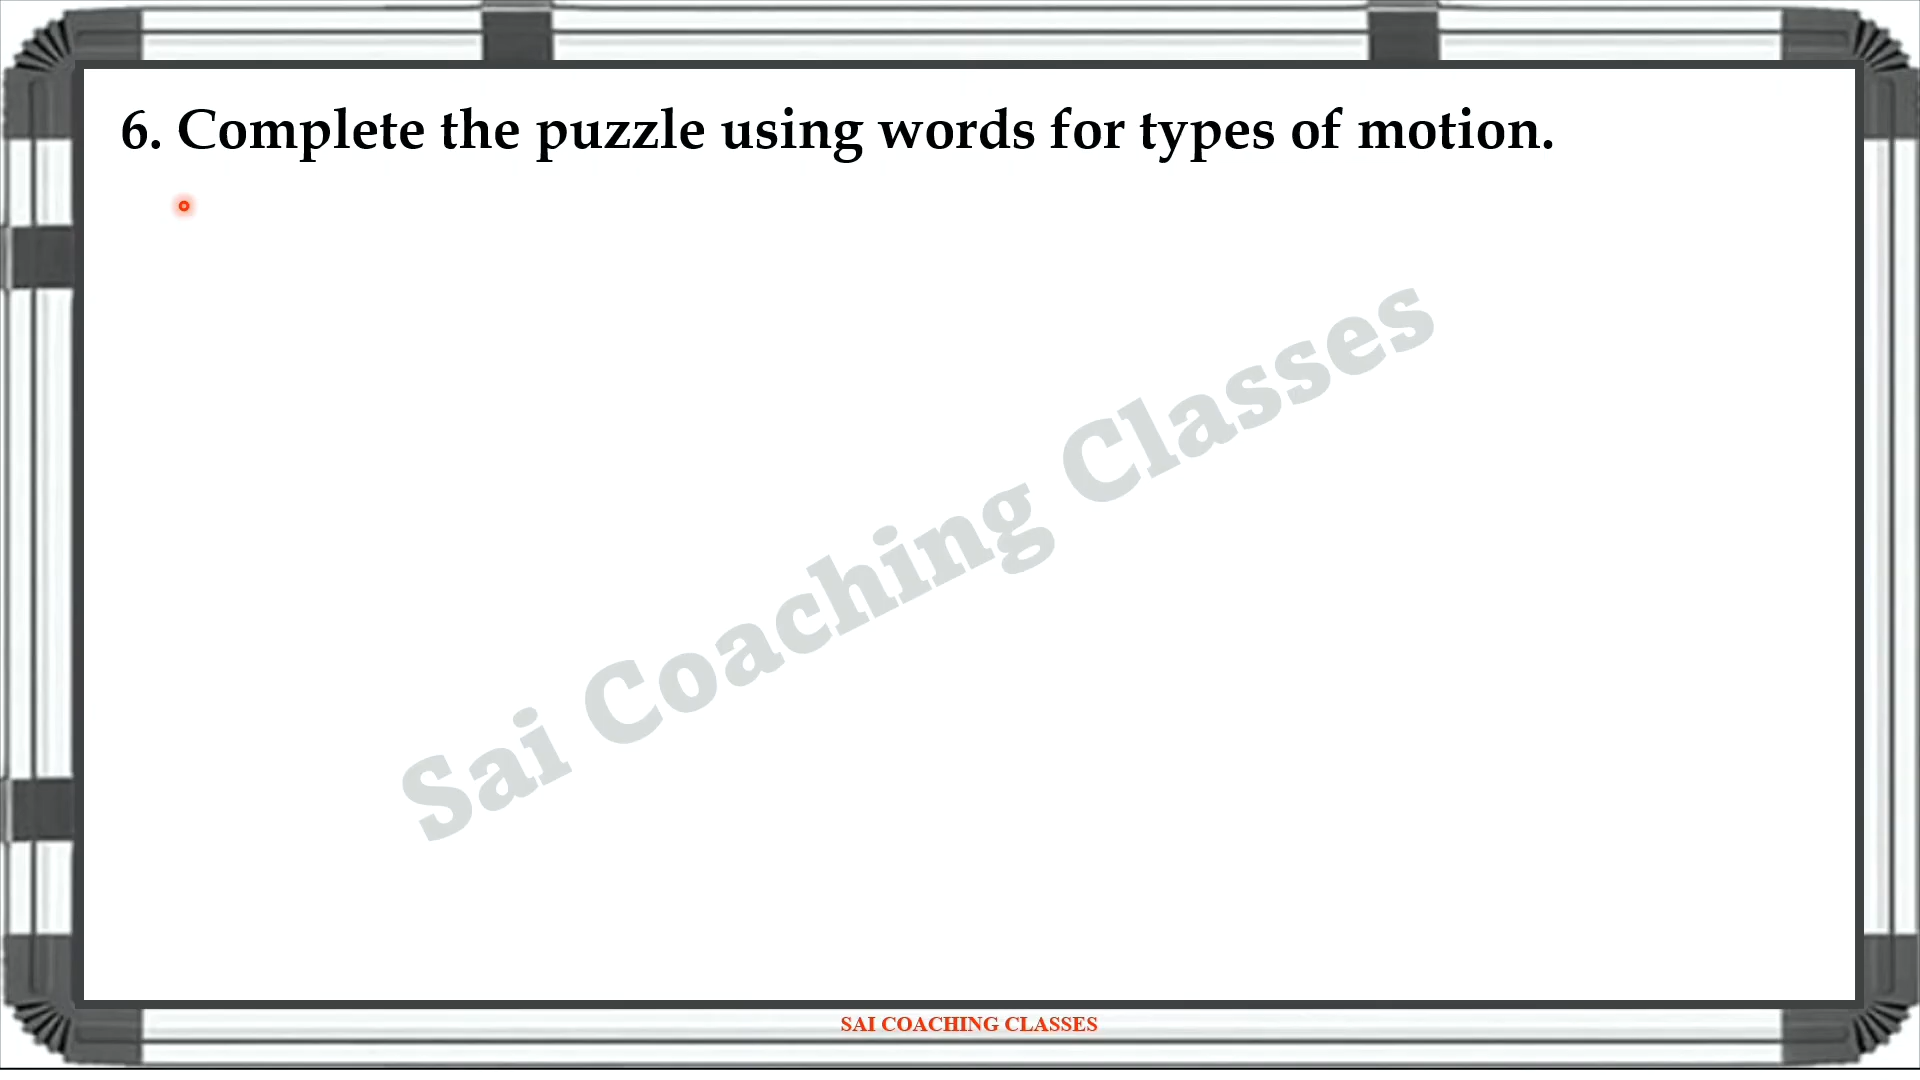 6. Complete the puzzle using words for types of motion.
Sai Coaching Classes
SAI COACHING CLASSES